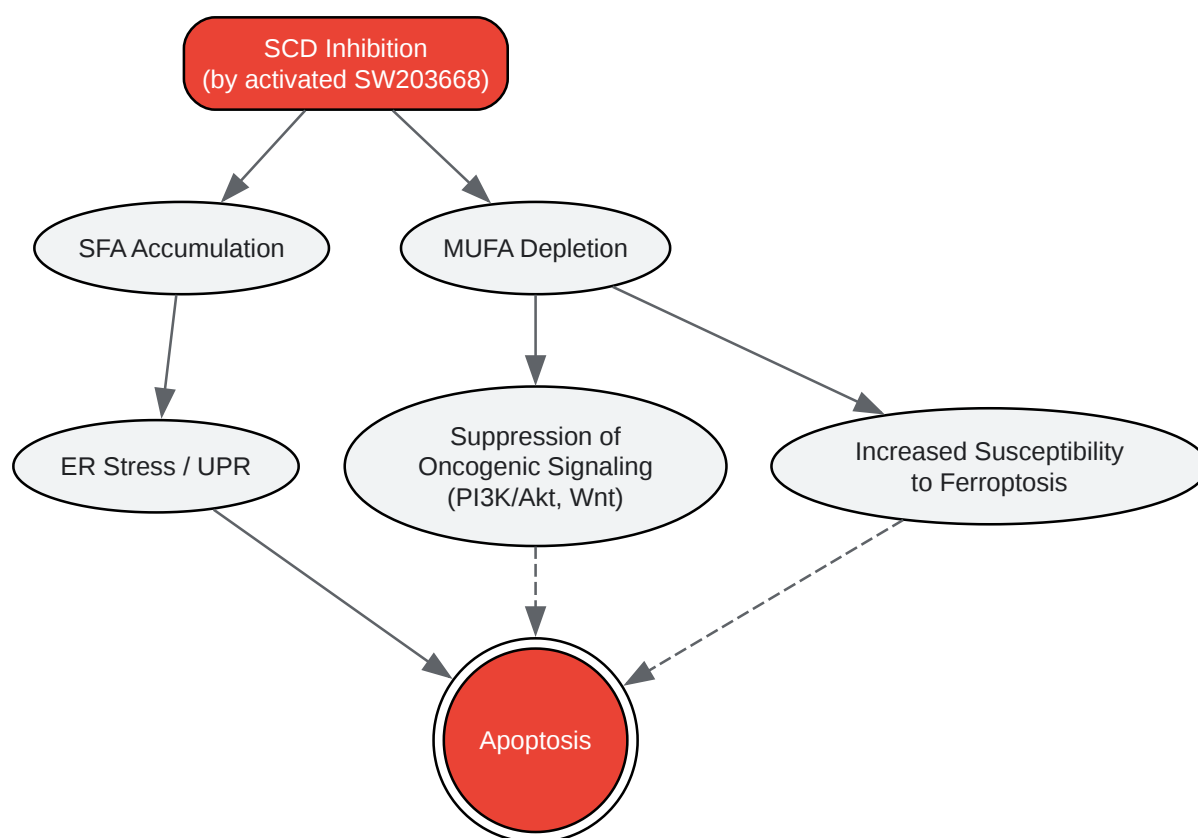 SCD Inhibition
(by activated SW203668)
SFA Accumulation
MUFA Depletion
ER Stress / UPR
Suppression of
Oncogenic Signaling
(PI3K/Akt, Wnt)
Increased Susceptibility
to Ferroptosis
Apoptosis